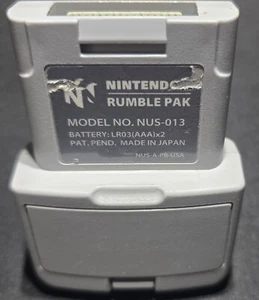 NINTENDO
RUMBLE PAK
MODEL NO. NUS-013
BATTERY: LR03(AAA)x2
PAT. PEND. MADE IN JAPAN
NUS-A-PB-USA